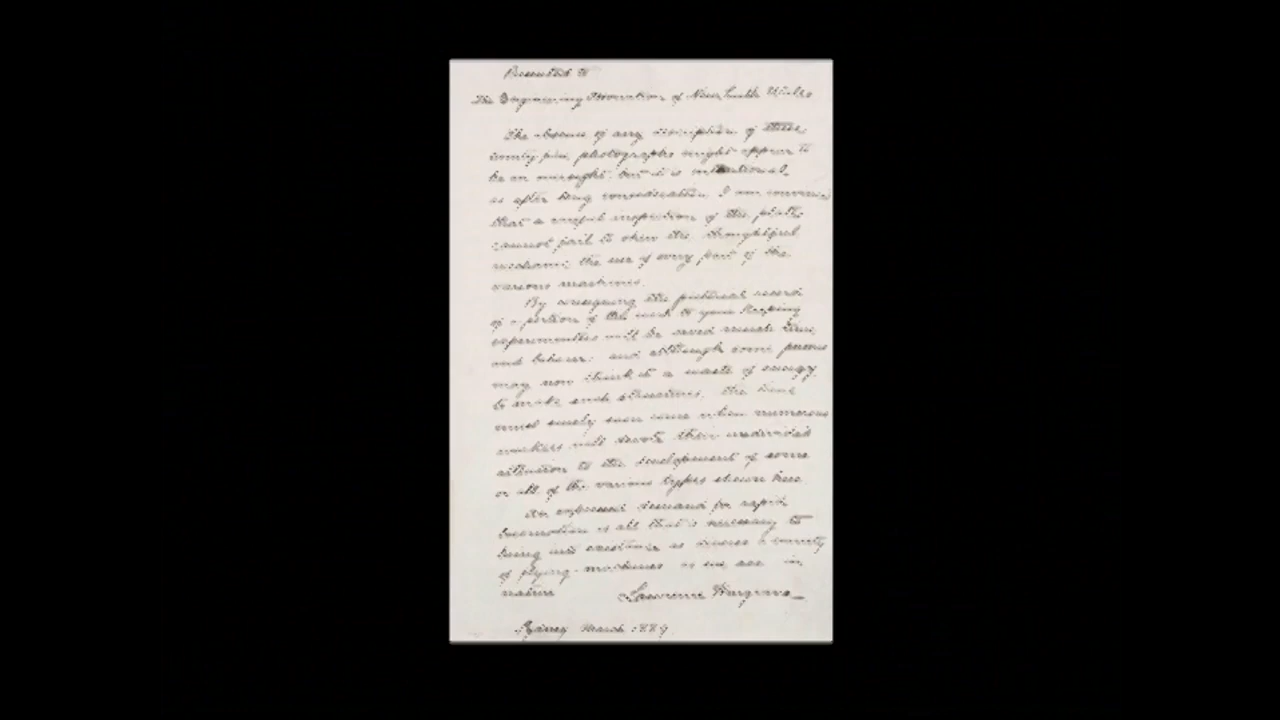 Presented to
The Engineering Association of New South Wales
The absence of any description of these
twenty five photographs might appear to
be an oversight, but it is intentional,
as after long consideration I am convinced
that a careful inspection of the plates
cannot fail to show the thoughtful
mechanic the use of every part of the
various machines.
By assigning the pictorial record
of a portion of this work to your keeping
experimenters will be saved much time
and labour: and although some persons
may now think it a waste of energy
to make such structures, the time
must surely soon come when numerous
workers will devote their undivided
attention to the development of some
or all of the various types shewn here
An expressed demand for rapid
locomotion is all that is necessary to
bring into existence as diverse a variety
of flying-machines as we see in
nature
Lawrence Hargrave
Sydney March 1889